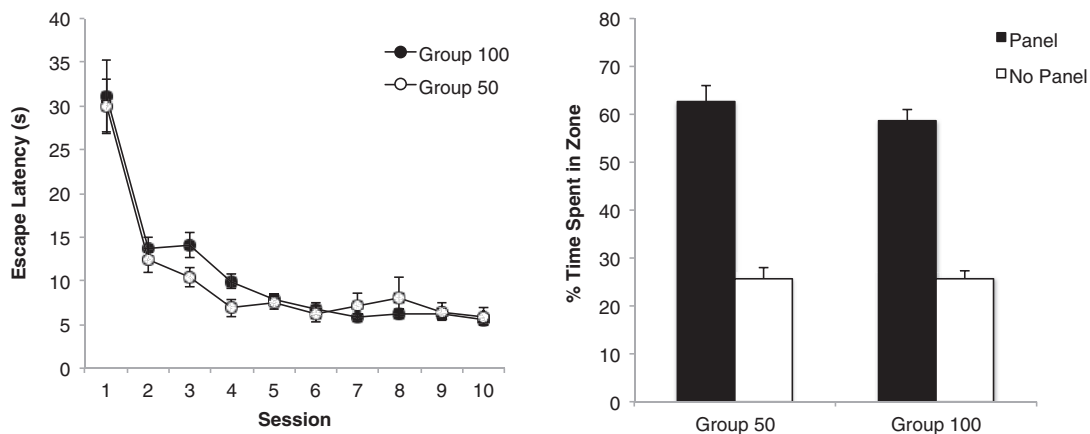 40
35
30
25
20
15
10
5
0
Escape Latency (s)
Group 100
Group 50
1 2 3 4 5 6 7 8 9 10
Session
80
70
60
50
40
30
20
10
0
% Time Spent in Zone
Panel
No Panel
Group 50 Group 100